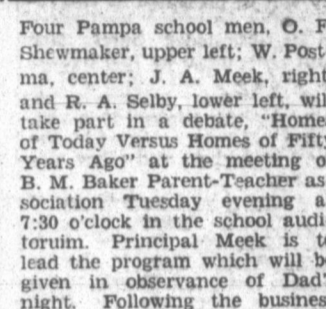 Four Pampa school men, O. F
Shewmaker, upper left; W. Post
ma, center; J. A. Meek, right
and R. A. Selby, lower left, wil
take part in a debate, "Home
of Today Versus Homes of Fift
Years Ago" at the meeting o
B. M. Baker Parent-Teacher as
sociation Tuesday evening a
7:30 o'clock in the school audi
toruim. Principal Meek is t
lead the program which will b
given in observance of Dad'
night. Following the busines